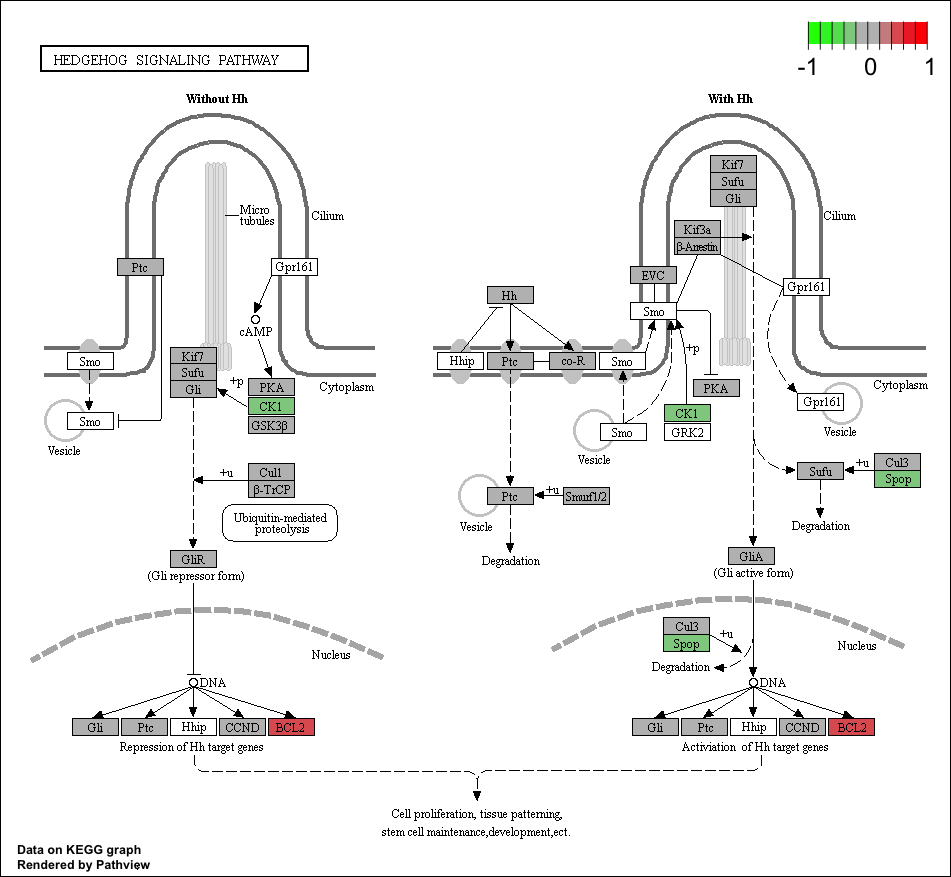 HEDGEHOG SIGNALING PATHWAY
-1 0 1
Without Hh
With Hh
Micro
tubules
Cilium
Ptc
Gpr161
cAMP
Smo
Kif7
Sufu
Gli
+p
PKA
CK1
GSK3β
Cytoplasm
Smo
Vesicle
+u
Cul1
β-TrCP
Ubiquitin-mediated
proteolysis
GliR
(Gli repressor form)
Nucleus
DNA
Gli
Ptc
Hhip
CCND
BCL2
Repression of Hh target genes
Kif7
Sufu
Gli
Cilium
Kif3a
β-Arrestin
EVC
Gpr161
Hh
Smo
Hhip
Ptc
co-R
Smo
+p
PKA
Cytoplasm
CK1
GRK2
Gpr161
Vesicle
Smo
Vesicle
Sufu
+u
Cul3
Spop
Degradation
Ptc
+u
Smurf1/2
Vesicle
Degradation
GliA
(Gli active form)
Cul3
Spop
+u
Degradation
Nucleus
DNA
Gli
Ptc
Hhip
CCND
BCL2
Activiation of Hh target genes
Cell proliferation, tissue patterning,
stem cell maintenance,development,ect.
Data on KEGG graph
Rendered by Pathview